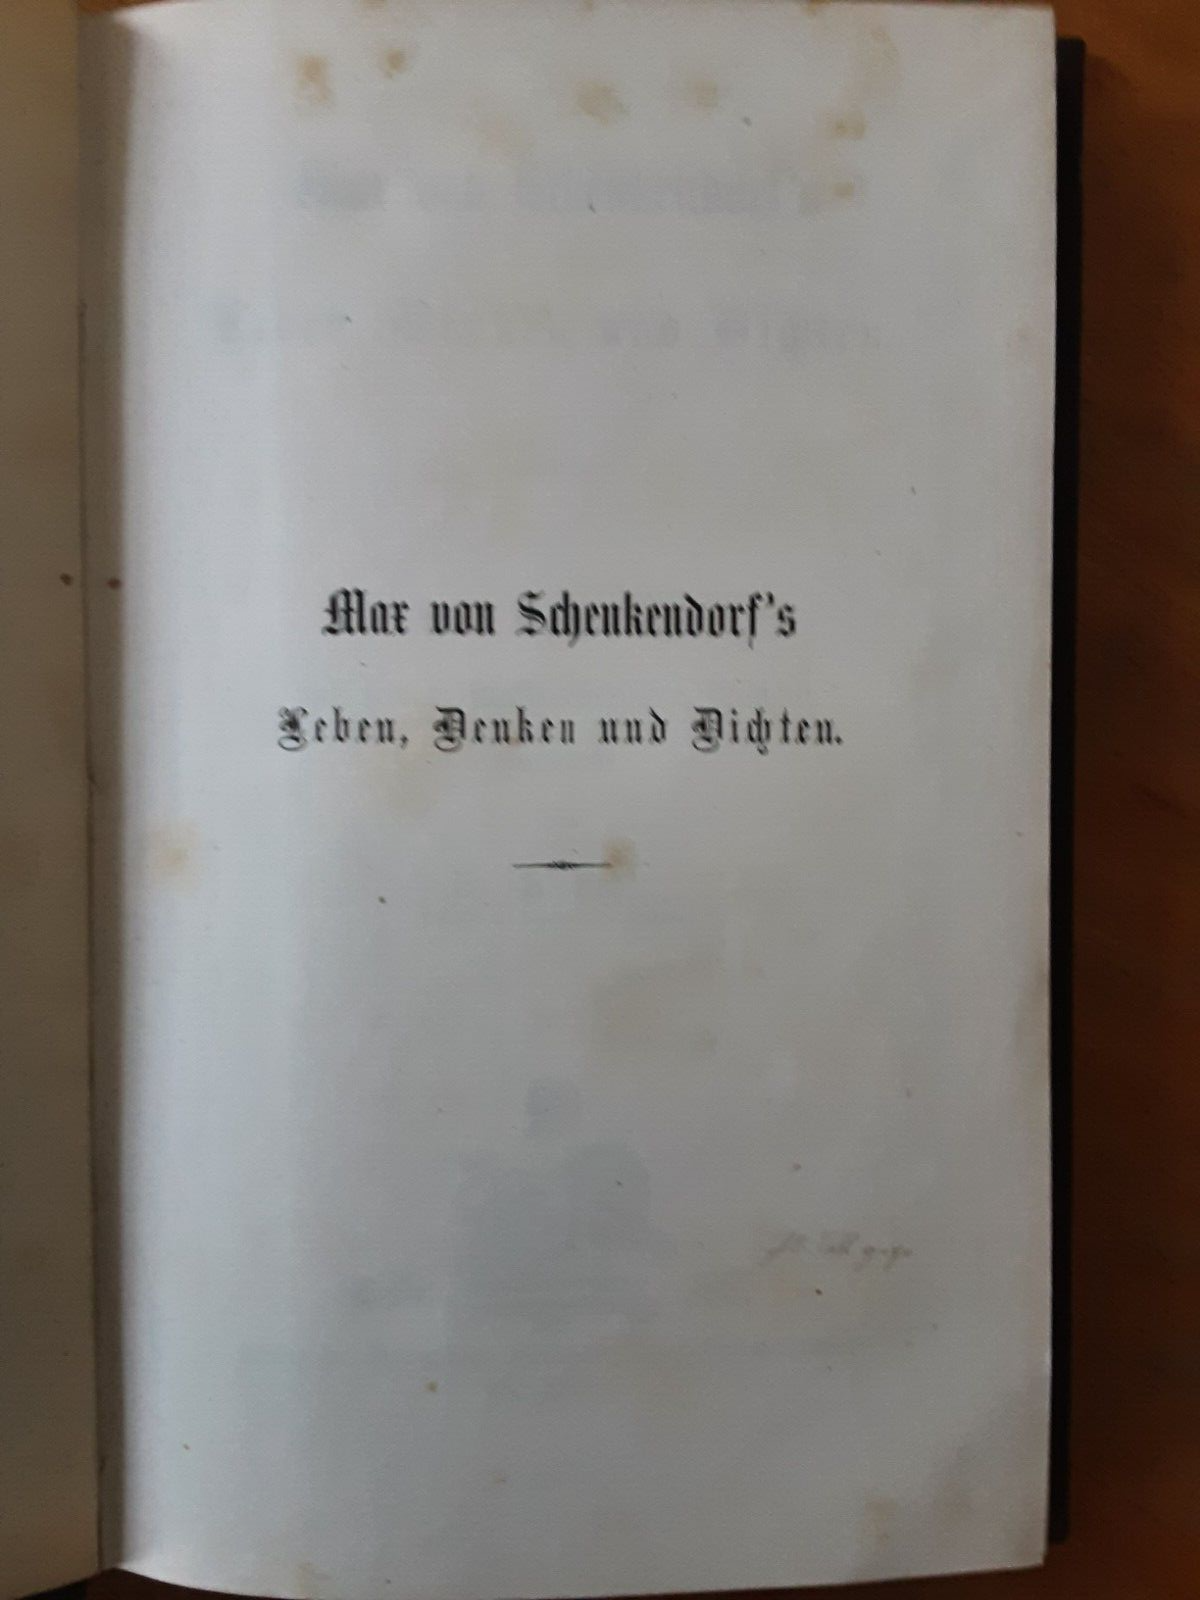 Max von Schenkendorf's
Leben, Denken und Dichten.